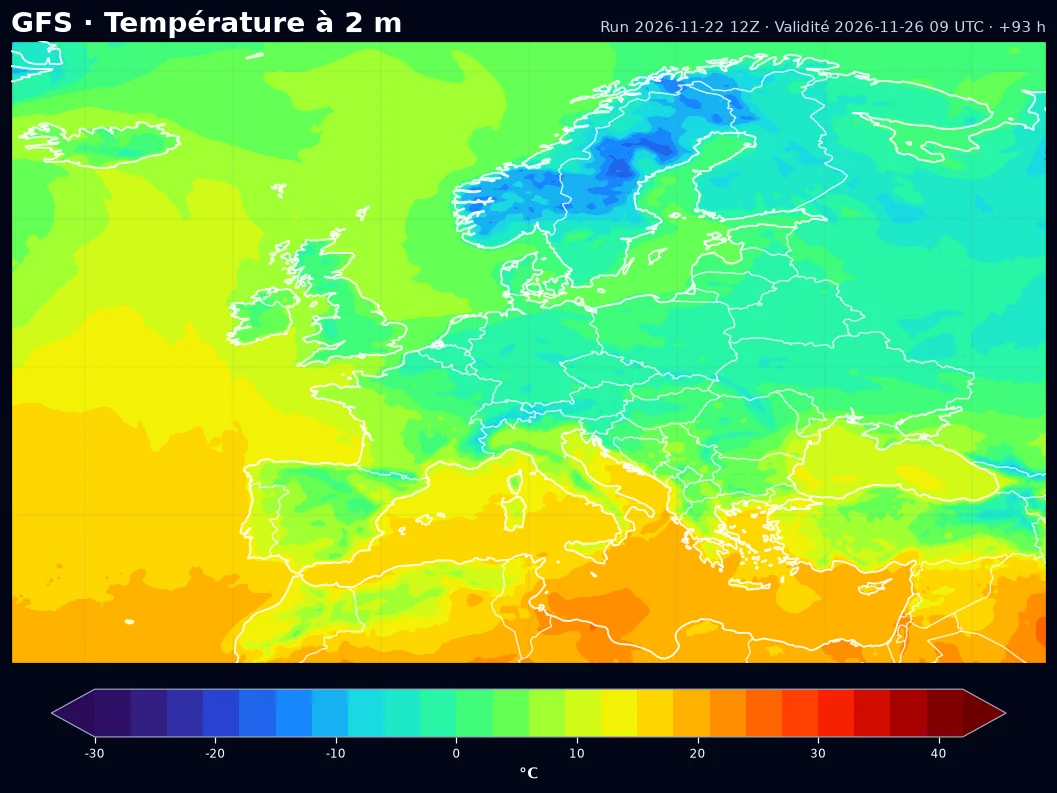 GFS · Température à 2 m
Run 2026-11-22 12Z · Validité 2026-11-26 09 UTC · +93 h
-30 -20 -10 0 10 20 30 40
°C